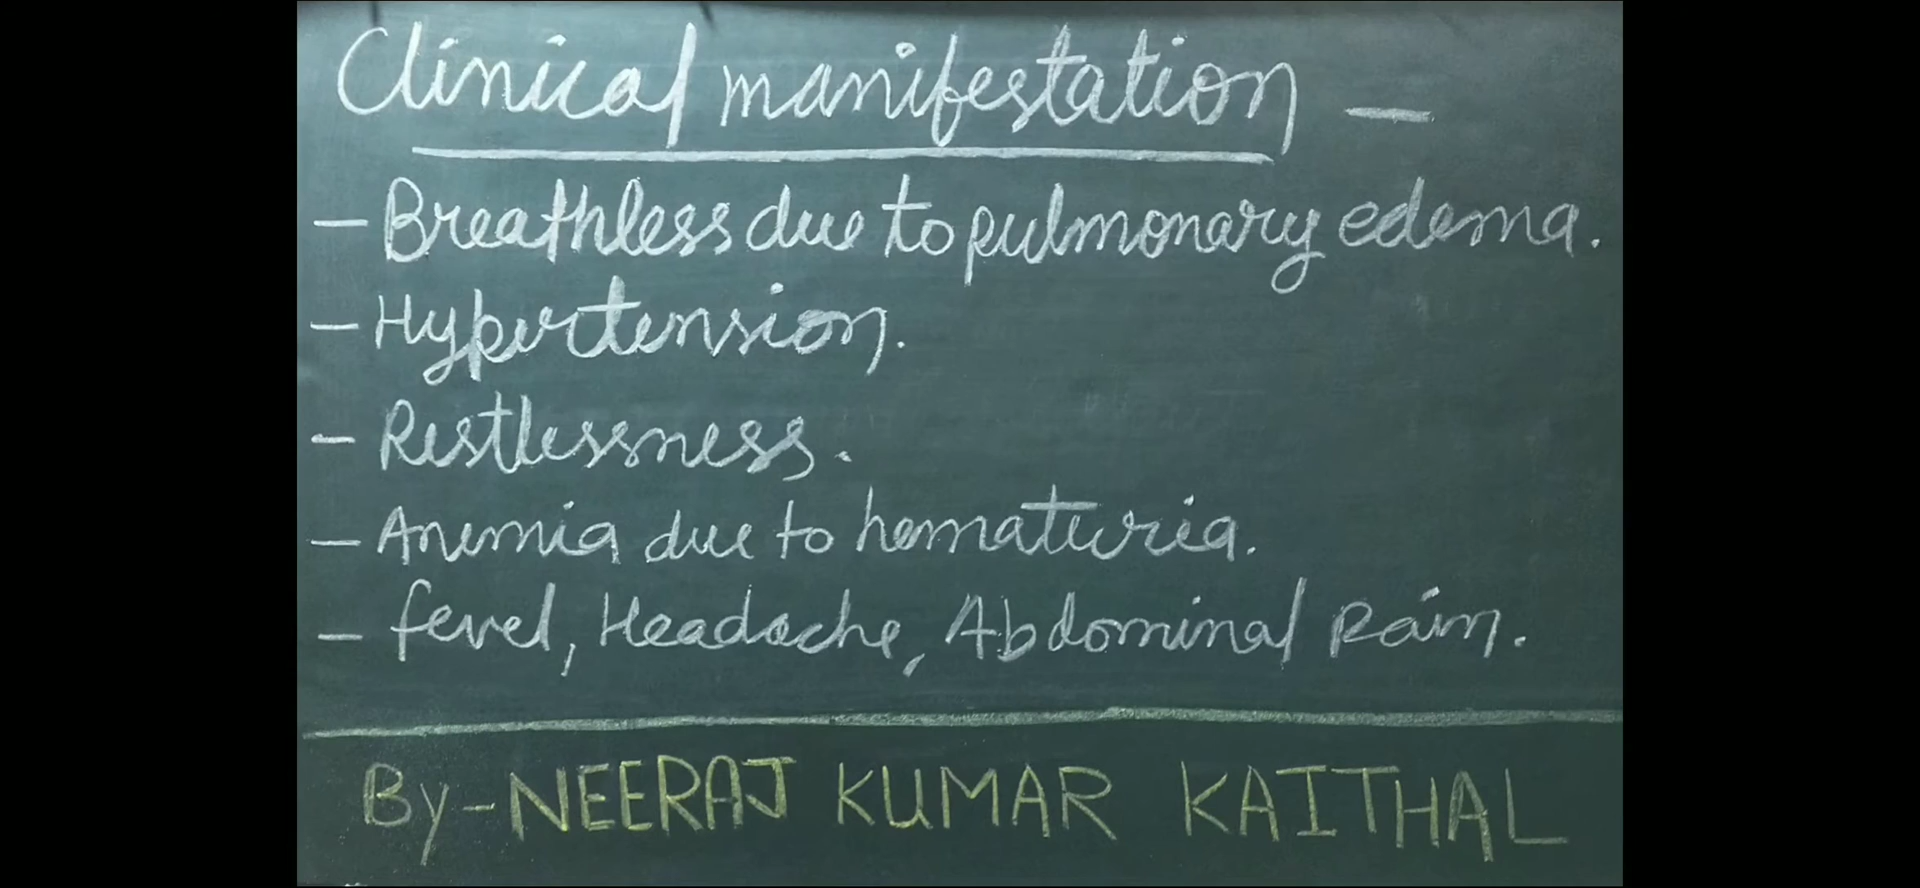 Clinical manifestation —
– Breathless due to pulmonary edema.
– Hypertension.
– Restlessness.
– Anemia due to hematuria.
– fever, Headache, Abdominal Pain.
By-NEERAJ KUMAR KAITHAL